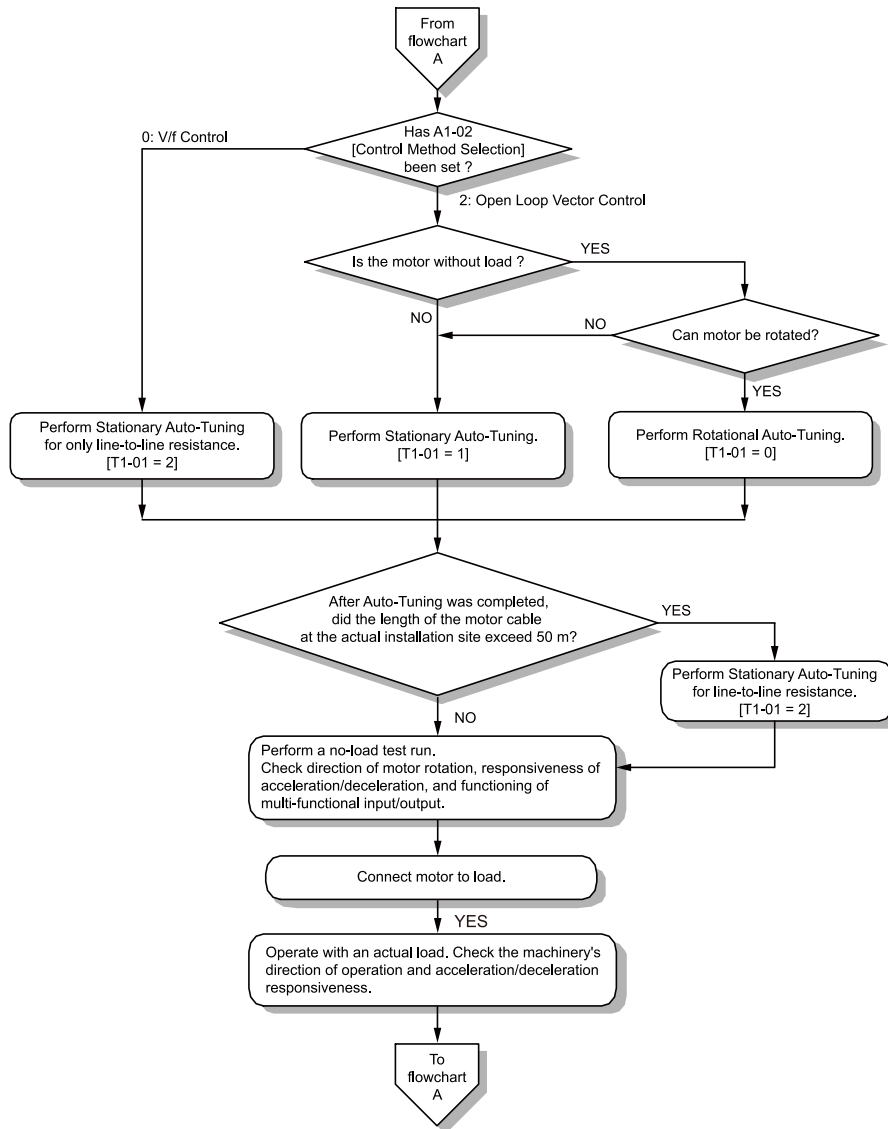 From
flowchart
A
Has A1-02
[Control Method Selection]
been set ?
0: V/f Control
2: Open Loop Vector Control
Is the motor without load ?
YES
NO
NO
Can motor be rotated?
YES
Perform Stationary Auto-Tuning
for only line-to-line resistance.
[T1-01 = 2]
Perform Stationary Auto-Tuning.
[T1-01 = 1]
Perform Rotational Auto-Tuning.
[T1-01 = 0]
After Auto-Tuning was completed,
did the length of the motor cable
at the actual installation site exceed 50 m?
YES
Perform Stationary Auto-Tuning
for line-to-line resistance.
[T1-01 = 2]
NO
Perform a no-load test run.
Check direction of motor rotation, responsiveness of
acceleration/deceleration, and functioning of
multi-functional input/output.
Connect motor to load.
YES
Operate with an actual load. Check the machinery's
direction of operation and acceleration/deceleration
responsiveness.
To
flowchart
A